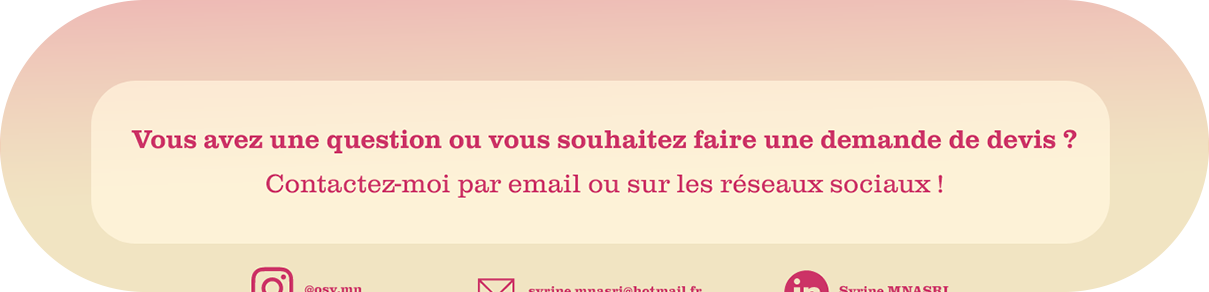 Vous avez une question ou vous souhaitez faire une demande de devis ?
Contactez-moi par email ou sur les réseaux sociaux !
@osy.mn syrine.mnasri@hotmail.fr Syrine MNASRI